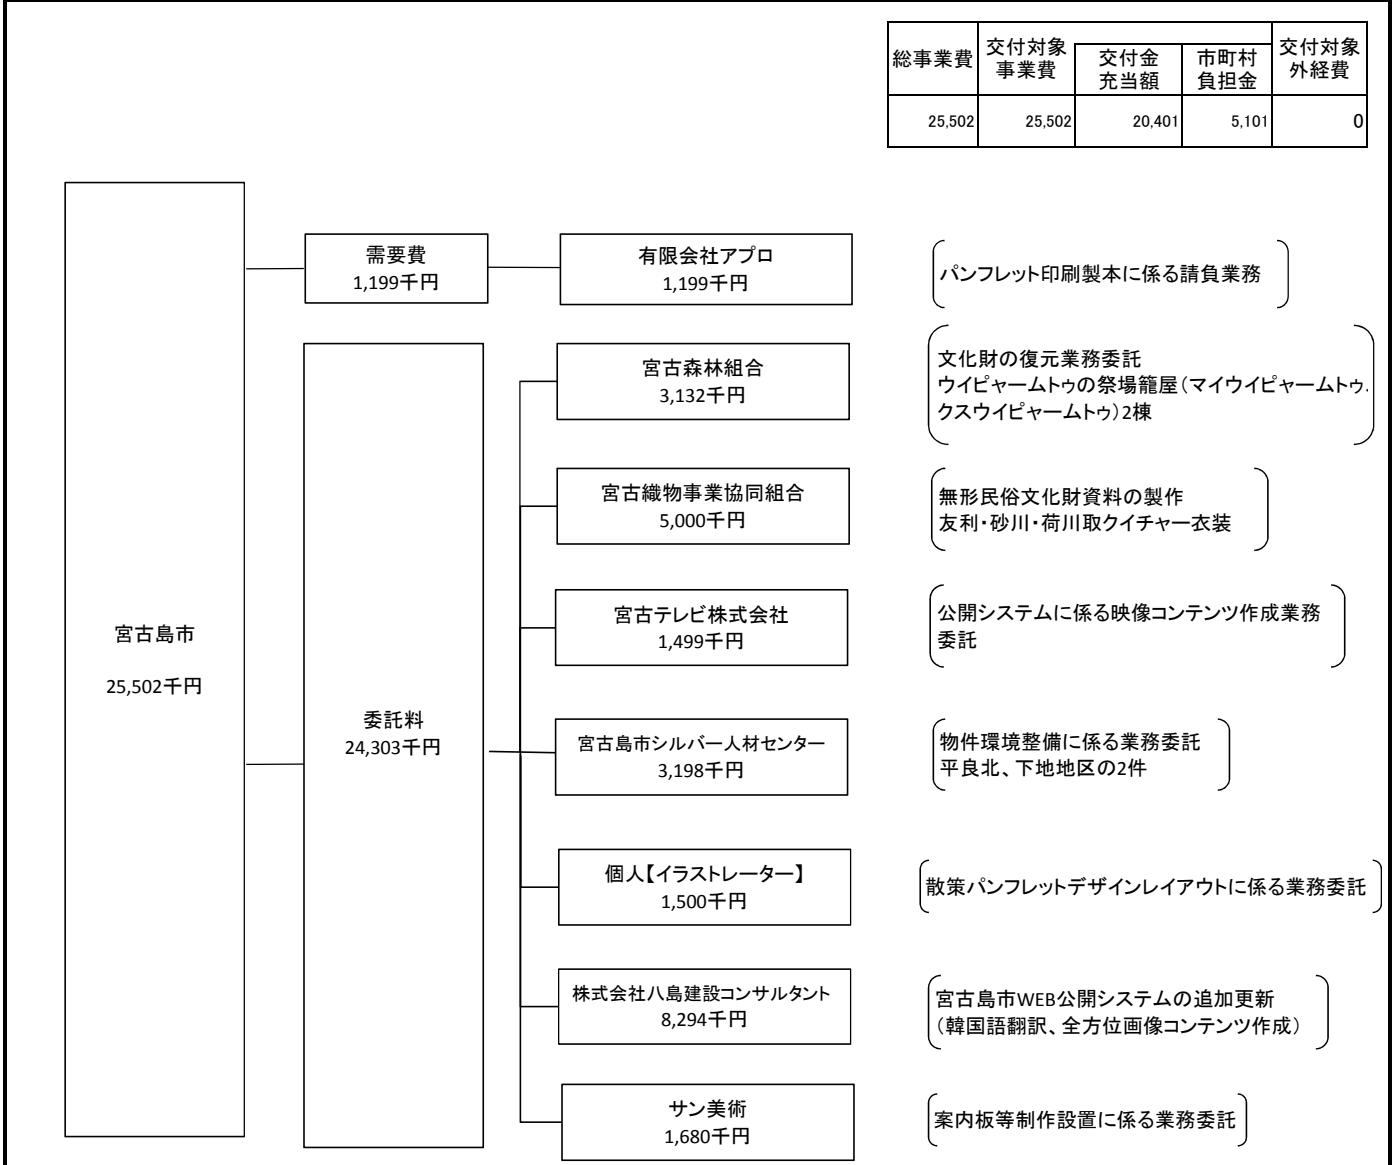 総事業費
交付対象
事業費
交付金
充当額
市町村
負担金
交付対象
外経費
25,502
25,502
20,401
5,101
0
宮古島市
25,502千円
需要費
1,199千円
有限会社アプロ
1,199千円
パンフレット印刷製本に係る請負業務
委託料
24,303千円
宮古森林組合
3,132千円
文化財の復元業務委託
ウイピャームトゥの祭場籠屋(マイウイピャームトゥ.
クスウイピャームトゥ)2棟
宮古織物事業協同組合
5,000千円
無形民俗文化財資料の製作
友利・砂川・荷川取クイチャー衣装
宮古テレビ株式会社
1,499千円
公開システムに係る映像コンテンツ作成業務
委託
宮古島市シルバー人材センター
3,198千円
物件環境整備に係る業務委託
平良北、下地地区の2件
個人【イラストレーター】
1,500千円
散策パンフレットデザインレイアウトに係る業務委託
株式会社八島建設コンサルタント
8,294千円
宮古島市WEB公開システムの追加更新
(韓国語翻訳、全方位画像コンテンツ作成)
サン美術
1,680千円
案内板等制作設置に係る業務委託